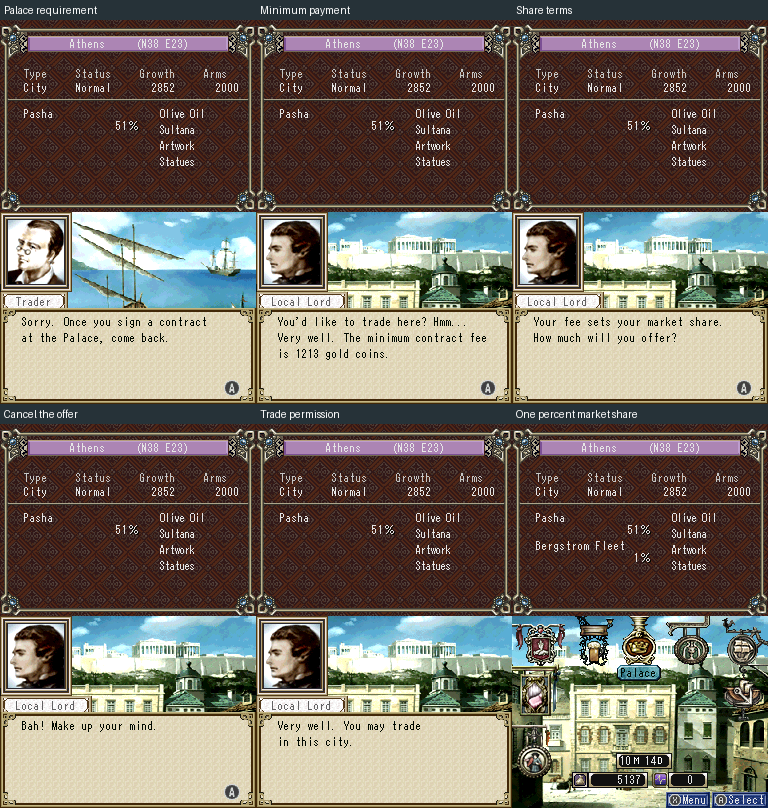 Palace requirement
Athens (N38 E23)
Type Status Growth Arms
City Normal 2852 2000
Pasha
51%
Olive Oil
Sultana
Artwork
Statues
Trader
Sorry. Once you sign a contract
at the Palace, come back.
A
Minimum payment
Athens (N38 E23)
Type Status Growth Arms
City Normal 2852 2000
Pasha
51%
Olive Oil
Sultana
Artwork
Statues
Local Lord
You'd like to trade here? Hmm...
Very well. The minimum contract fee
is 1213 gold coins.
A
Share terms
Athens (N38 E23)
Type Status Growth Arms
City Normal 2852 2000
Pasha
51%
Olive Oil
Sultana
Artwork
Statues
Local Lord
Your fee sets your market share.
How much will you offer?
A
Cancel the offer
Athens (N38 E23)
Type Status Growth Arms
City Normal 2852 2000
Pasha
51%
Olive Oil
Sultana
Artwork
Statues
Local Lord
Bah! Make up your mind.
A
Trade permission
Athens (N38 E23)
Type Status Growth Arms
City Normal 2852 2000
Pasha
51%
Olive Oil
Sultana
Artwork
Statues
Local Lord
Very well. You may trade
in this city.
One percent market share
Athens (N38 E23)
Type Status Growth Arms
City Normal 2852 2000
Pasha
51%
Bergstrom Fleet
1%
Olive Oil
Sultana
Artwork
Statues
Palace
10M 14D
5137 0
X Menu A Select